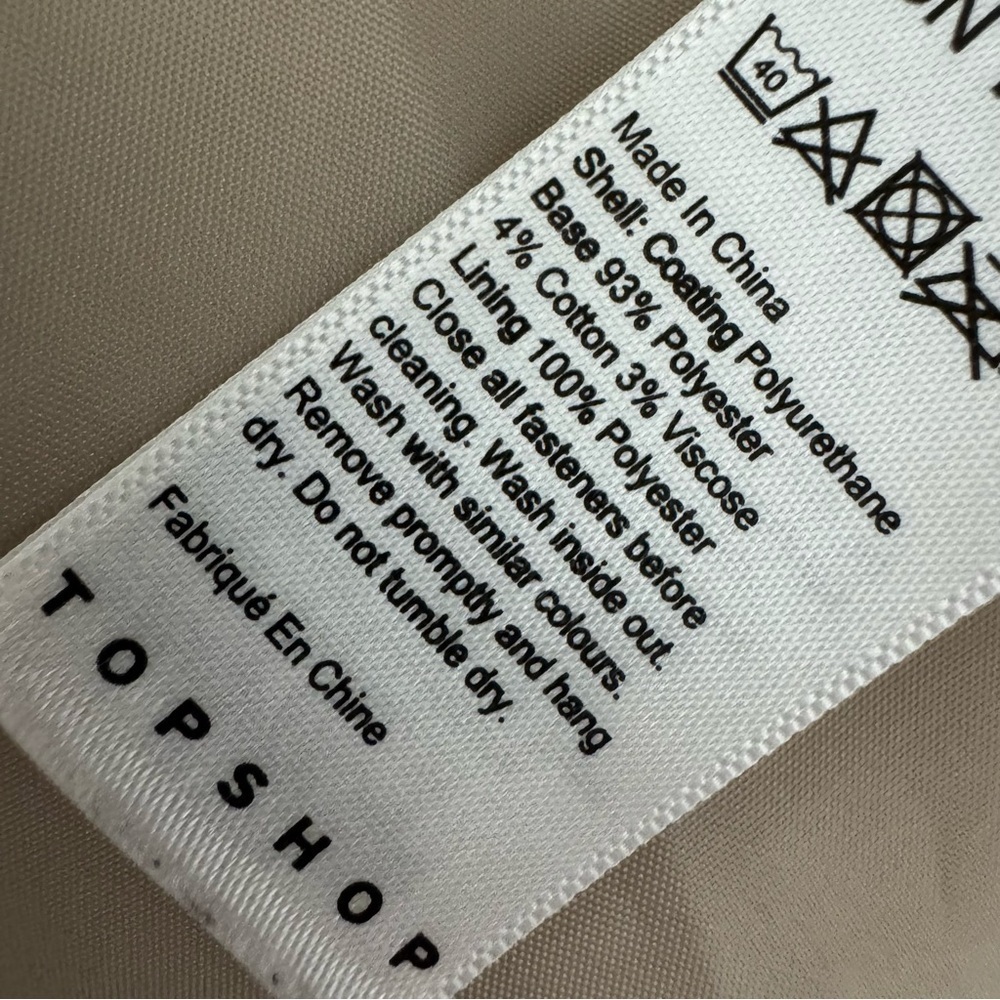 40
Made In China
Shell: Coating Polyurethane
Base 93% Polyester
4% Cotton 3% Viscose
Lining 100% Polyester
Close all fasteners before
cleaning. Wash inside out.
Wash with similar colours.
Remove promptly and hang
dry. Do not tumble dry.
Fabriqué En Chine
TOPSHOP